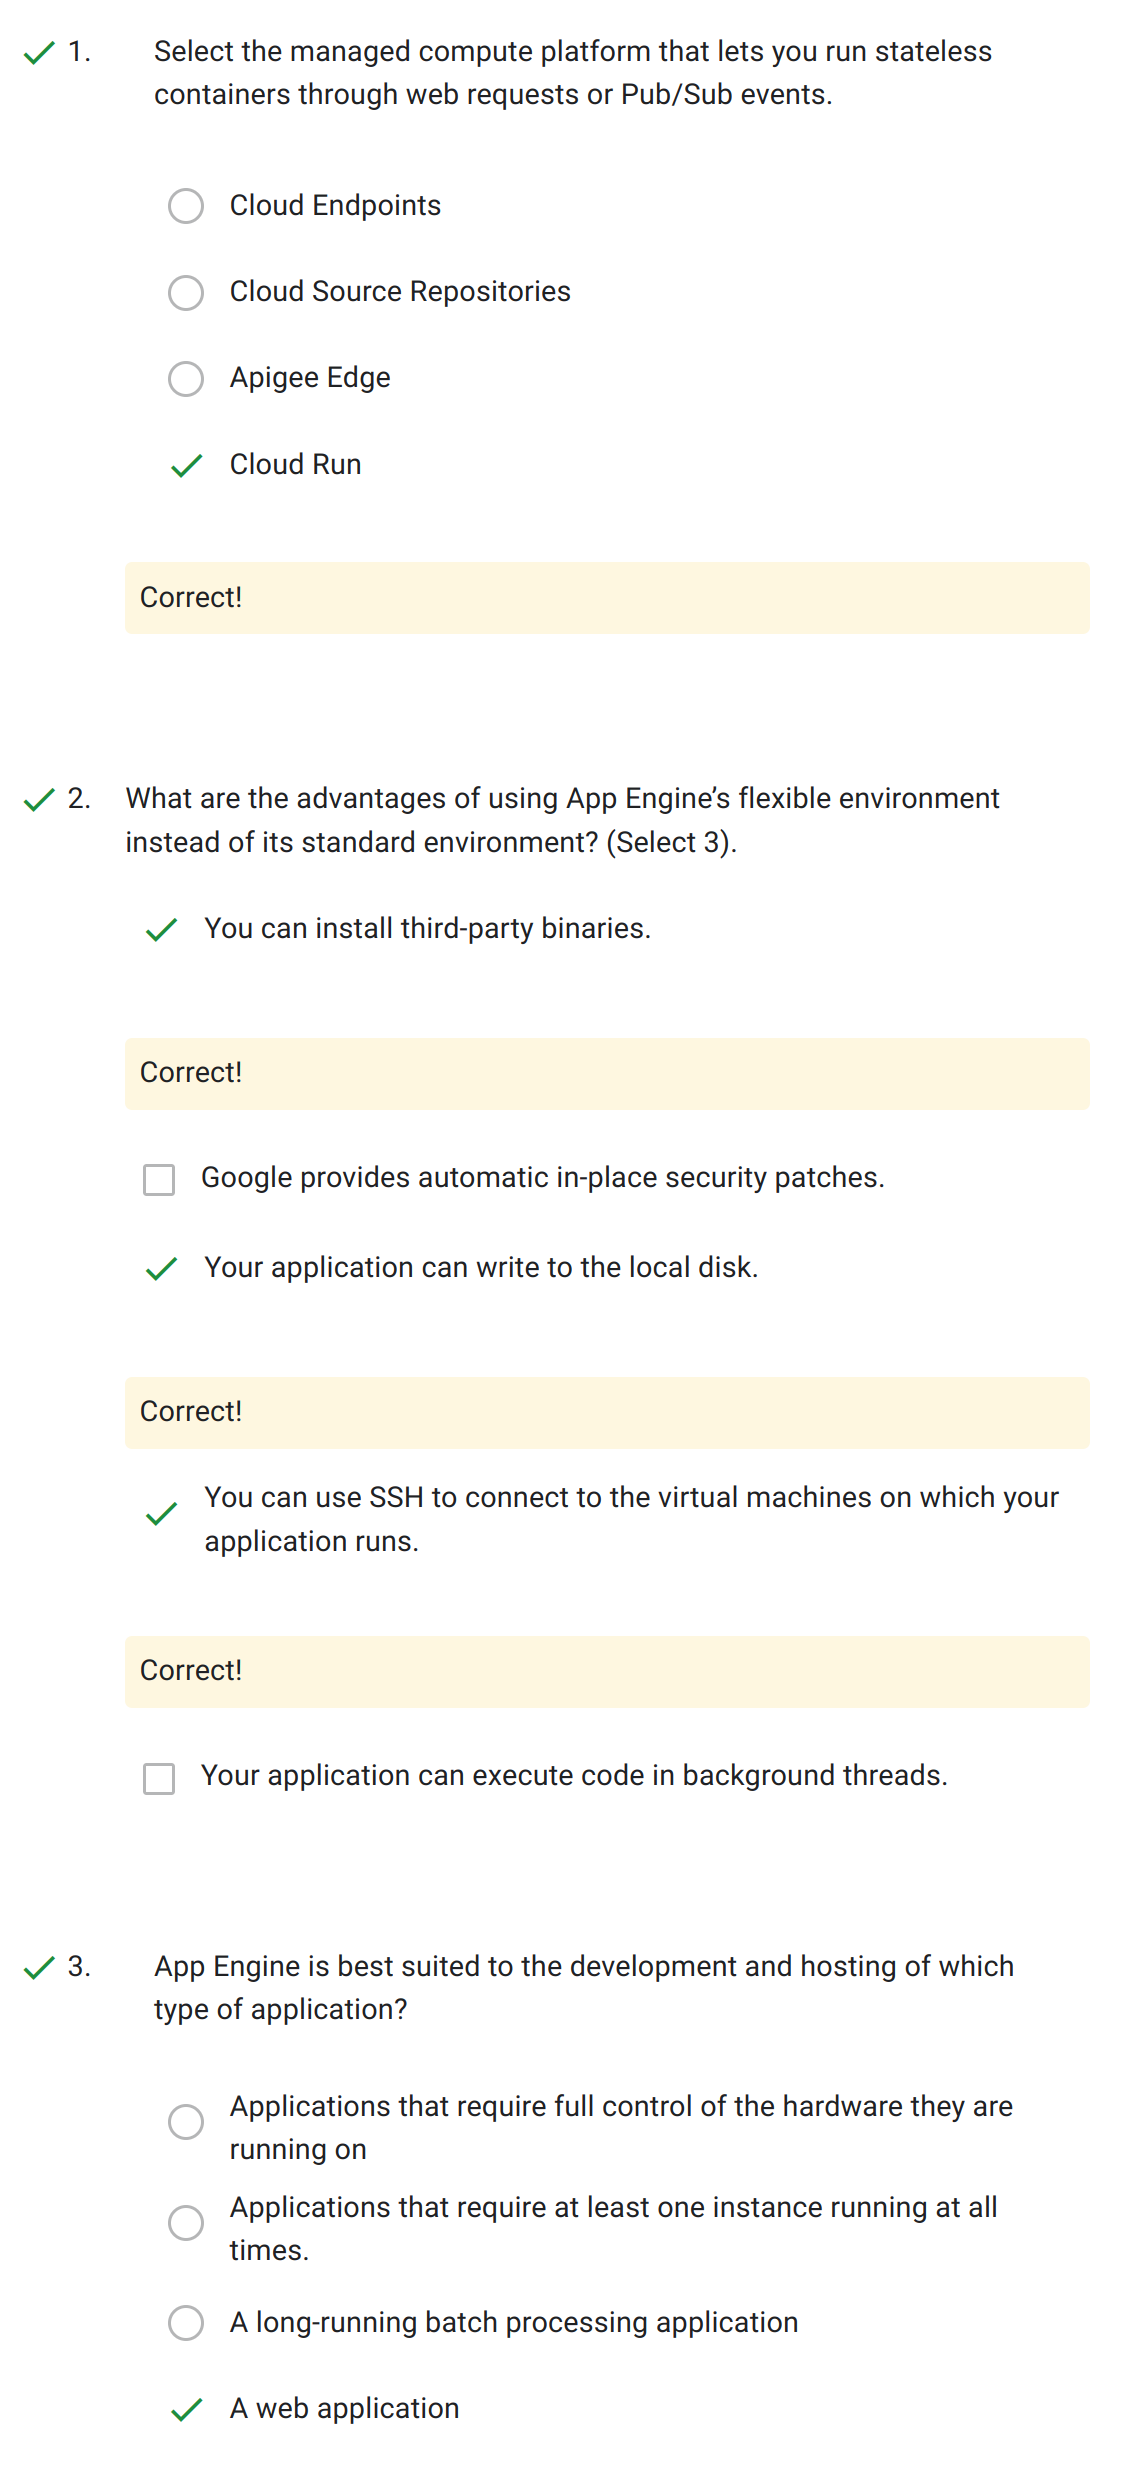 1. Select the managed compute platform that lets you run stateless
containers through web requests or Pub/Sub events.
Cloud Endpoints
Cloud Source Repositories
Apigee Edge
Cloud Run
Correct!
2. What are the advantages of using App Engine’s flexible environment
instead of its standard environment? (Select 3).
You can install third-party binaries.
Correct!
Google provides automatic in-place security patches.
Your application can write to the local disk.
Correct!
You can use SSH to connect to the virtual machines on which your
application runs.
Correct!
Your application can execute code in background threads.
3. App Engine is best suited to the development and hosting of which
type of application?
Applications that require full control of the hardware they are
running on
Applications that require at least one instance running at all
times.
A long-running batch processing application
A web application